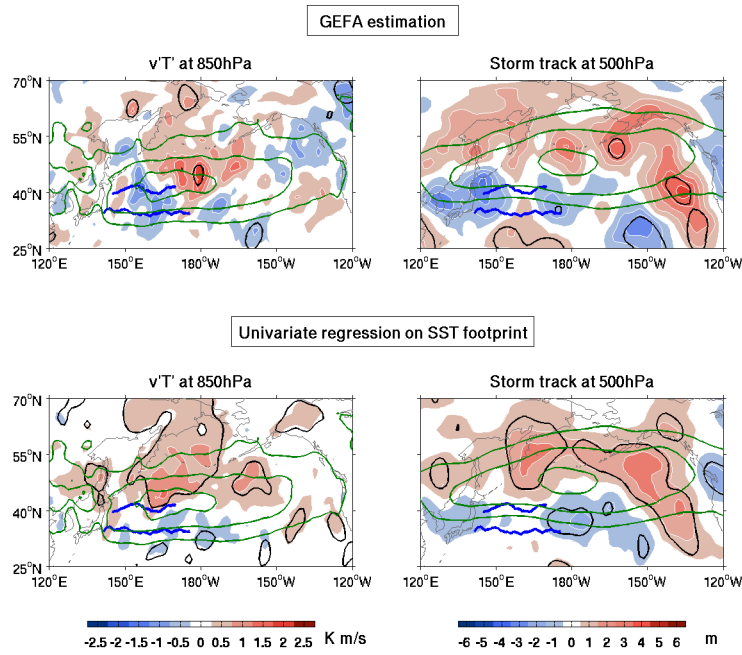 GEFA estimation
v'T' at 850hPa
Storm track at 500hPa
70°N
55°N
40°N
25°N
120°E 150°E 180°W 150°W 120°W
70°N
55°N
40°N
25°N
120°E 150°E 180°W 150°W 120°W
Univariate regression on SST footprint
v'T' at 850hPa
Storm track at 500hPa
70°N
55°N
40°N
25°N
120°E 150°E 180°W 150°W 120°W
70°N
55°N
40°N
25°N
120°E 150°E 180°W 150°W 120°W
-2.5 -2 -1.5 -1 -0.5 0 0.5 1 1.5 2 2.5 K m/s
-6 -5 -4 -3 -2 -1 0 1 2 3 4 5 6 m